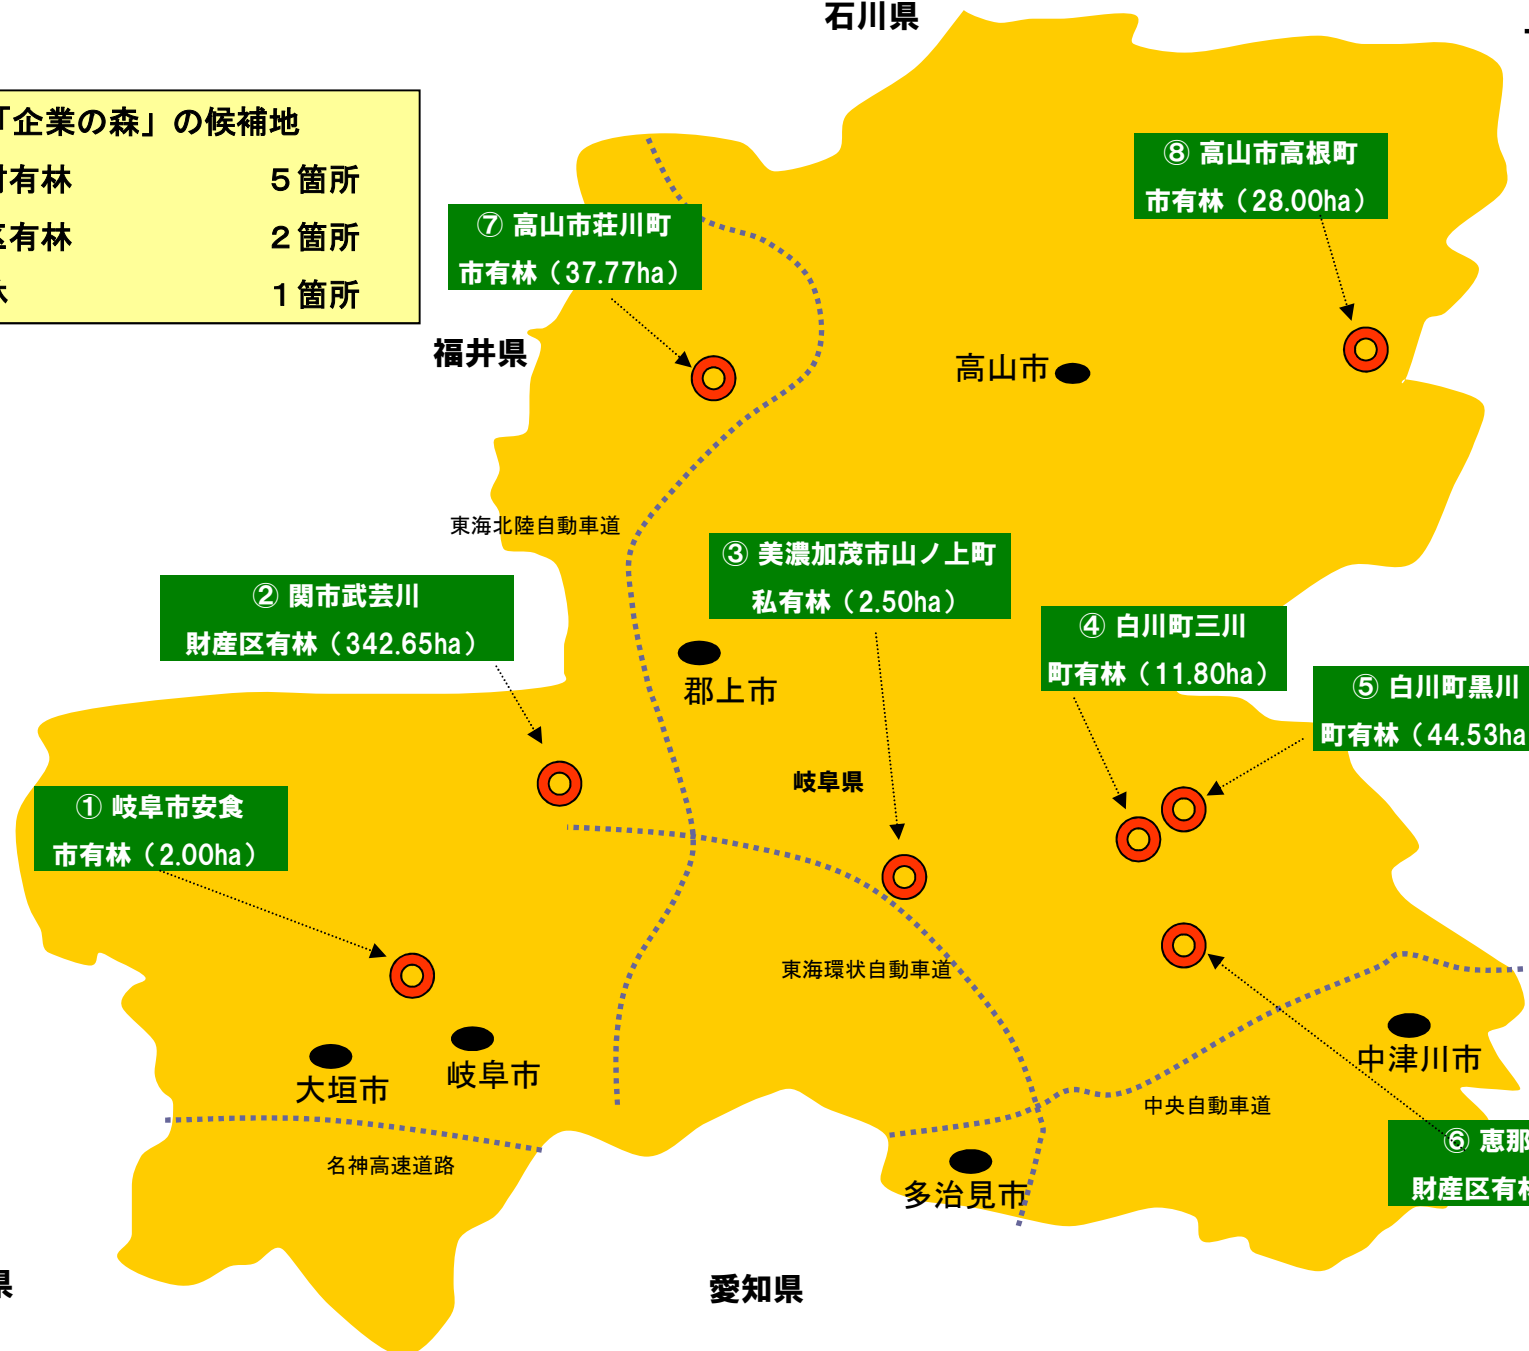 石川県
「企業の森」の候補地
村有林 5箇所
区有林 2箇所
林 1箇所
⑧ 高山市高根町
市有林（28.00ha）
⑦ 高山市荘川町
市有林（37.77ha）
福井県
高山市
東海北陸自動車道
③ 美濃加茂市山ノ上町
私有林（2.50ha）
② 関市武芸川
財産区有林（342.65ha）
④ 白川町三川
町有林（11.80ha）
郡上市
⑤ 白川町黒川
町有林（44.53ha
岐阜県
① 岐阜市安食
市有林（2.00ha）
東海環状自動車道
中津川市
岐阜市
大垣市
中央自動車道
⑥ 恵那
財産区有林
名神高速道路
多治見市
県
愛知県